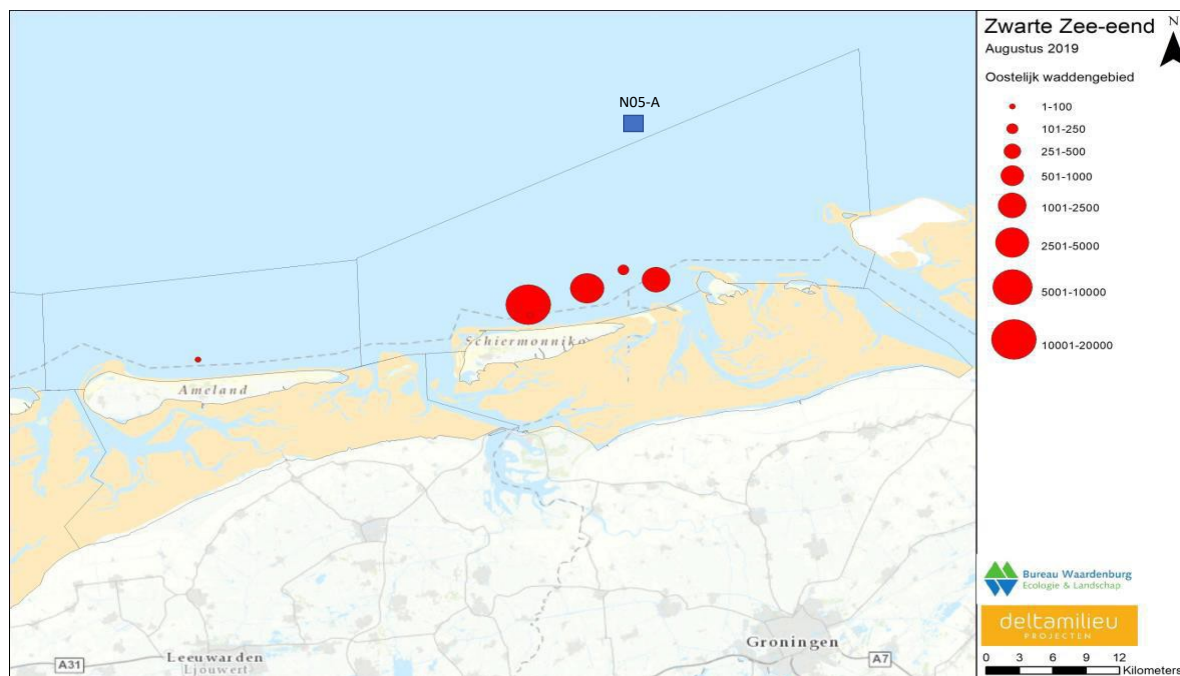 N05-A
Schiermonniko
Ameland
Leeuwarden
Ljouwert
A31
Groningen
A7
Zwarte Zee-eend
N
Augustus 2019
Oostelijk waddengebied
1-100
101-250
251-500
501-1000
1001-2500
2501-5000
5001-10000
10001-20000
Bureau Waardenburg
Ecologie & Landschap
deltamilieu
PROJECTEN
0 3 6 9 12
Kilometers